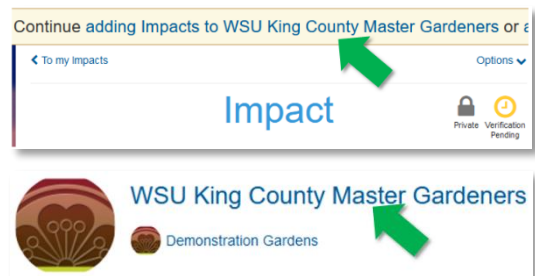 Continue adding Impacts to WSU King County Master Gardeners or
To my Impacts
Options
Impact
Private
Verification
Pending
WSU King County Master Gardeners
Demonstration Gardens